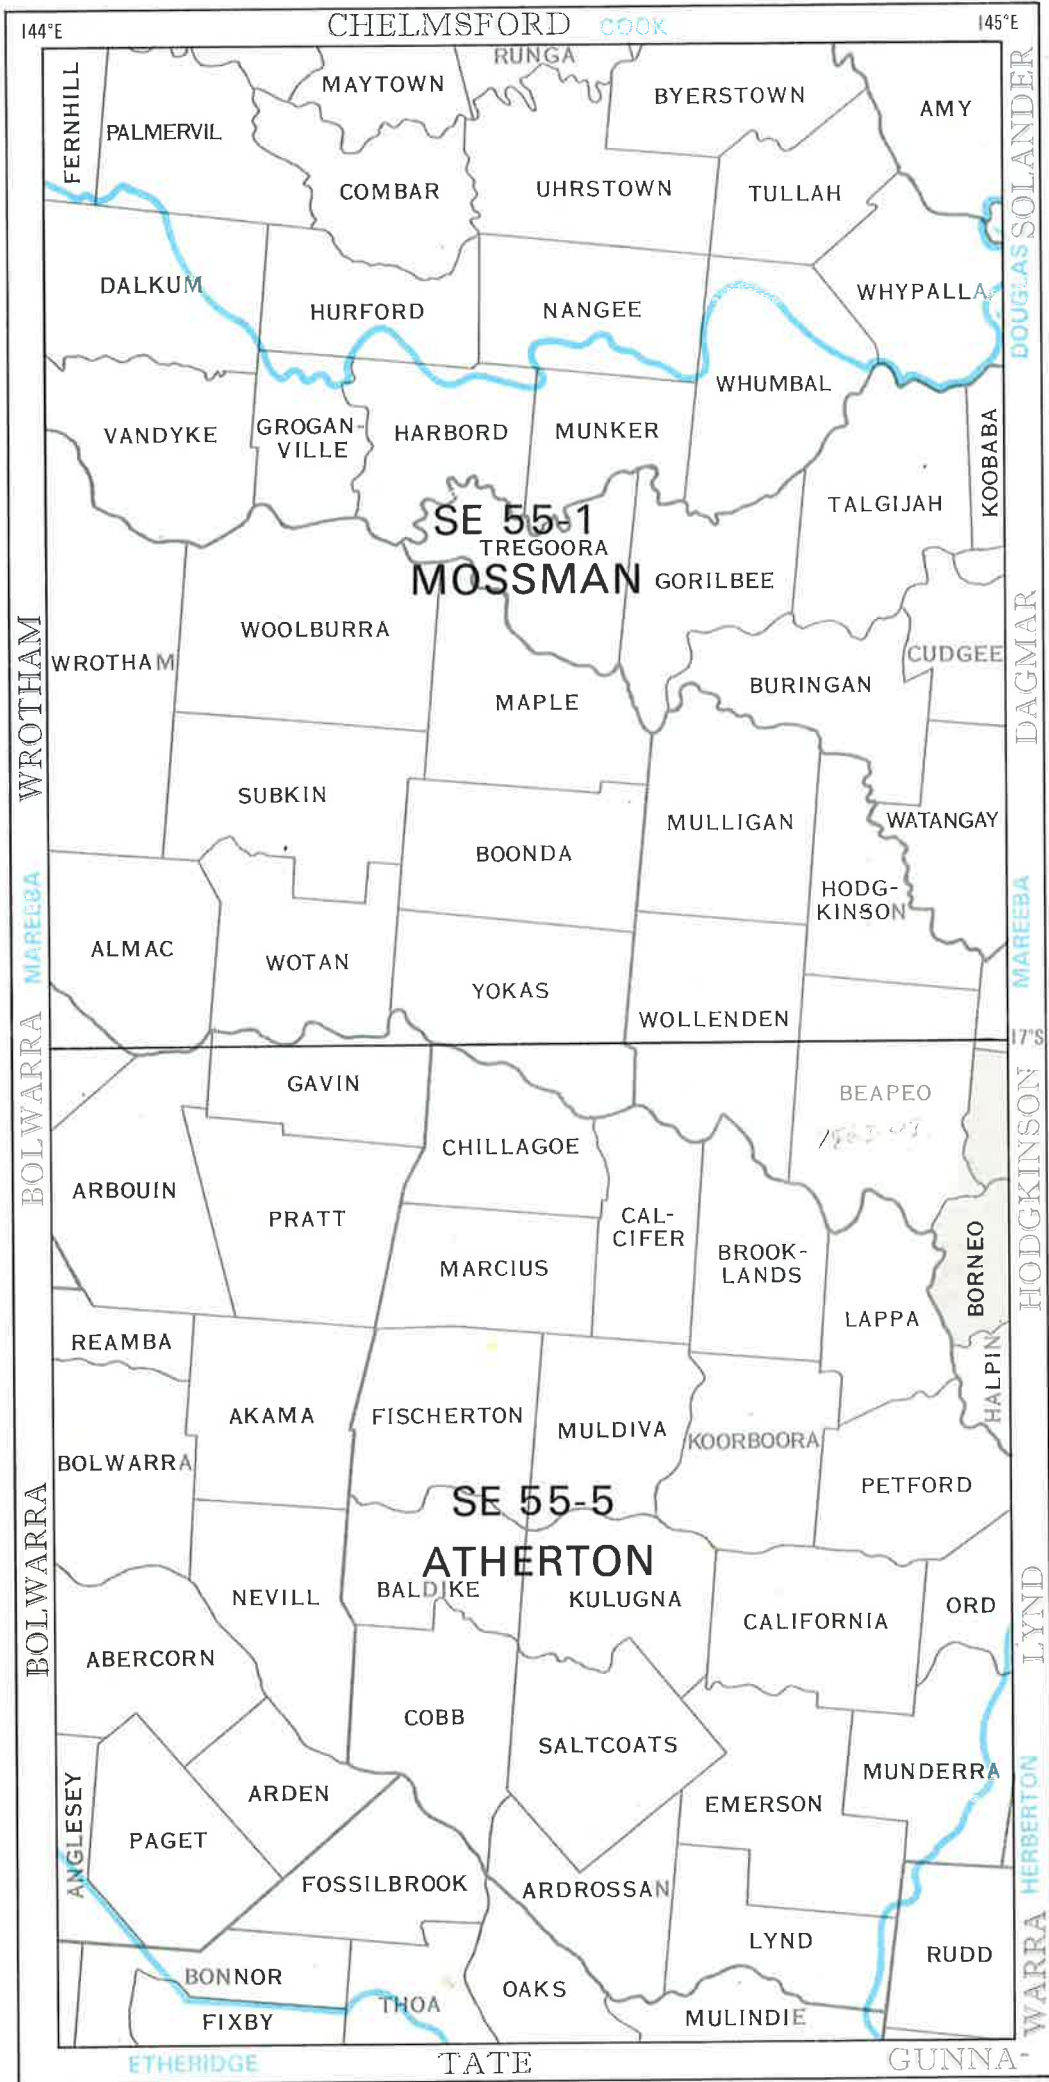 144°E
CHELMSFORD COOK
145°E
FERNHILL
PALMERVIL
MAYTOWN
RUNGA
BYERSTOWN
AMY
SOLANDER
COMBAR
UHRSTOWN
TULLAH
DALKUM
HURFORD
NANGEE
WHYPALLA
DOUGLAS
WHUMBAL
VANDYKE
GROGAN-
VILLE
HARBORD
MUNKER
TALGIJAH
KOOBABA
SE 55-1
TREGOORA
MOSSMAN
GORILBEE
WROTHAM
WROTHAM
WOOLBURRA
MAPLE
BURINGAN
CUDGEE
DAGMAR
SUBKIN
BOONDA
MULLIGAN
WATANGAY
HODG-
KINSON
MAREEBA
ALMAC
WOTAN
YOKAS
WOLLENDEN
MAREEBA
17°S
BOLWARRA
GAVIN
BEAPEO
CHILLAGOE
ARBOUIN
PRATT
CAL-
CIFER
MARCIUS
BROOK-
LANDS
BORNEO
HODGKINSON
LAPPA
REAMBA
HALPIN
AKAMA
FISCHERTON
MULDIVA
KOORBOORA
BOLWARRA
PETFORD
SE 55-5
ATHERTON
BOLWARRA
NEVILL
BALDIKE
KULUGNA
CALIFORNIA
ORD
LYND
ABERCORN
COBB
SALTCOATS
MUNDERRA
ARDEN
EMERSON
ANGLESEY
PAGET
HERBERTON
FOSSILBROOK
ARDROSSAN
LYND
RUDD
BONNOR
OAKS
THOA
FIXBY
MULINDIE
ETHERIDGE
TATE
GUNNA-
WARRA